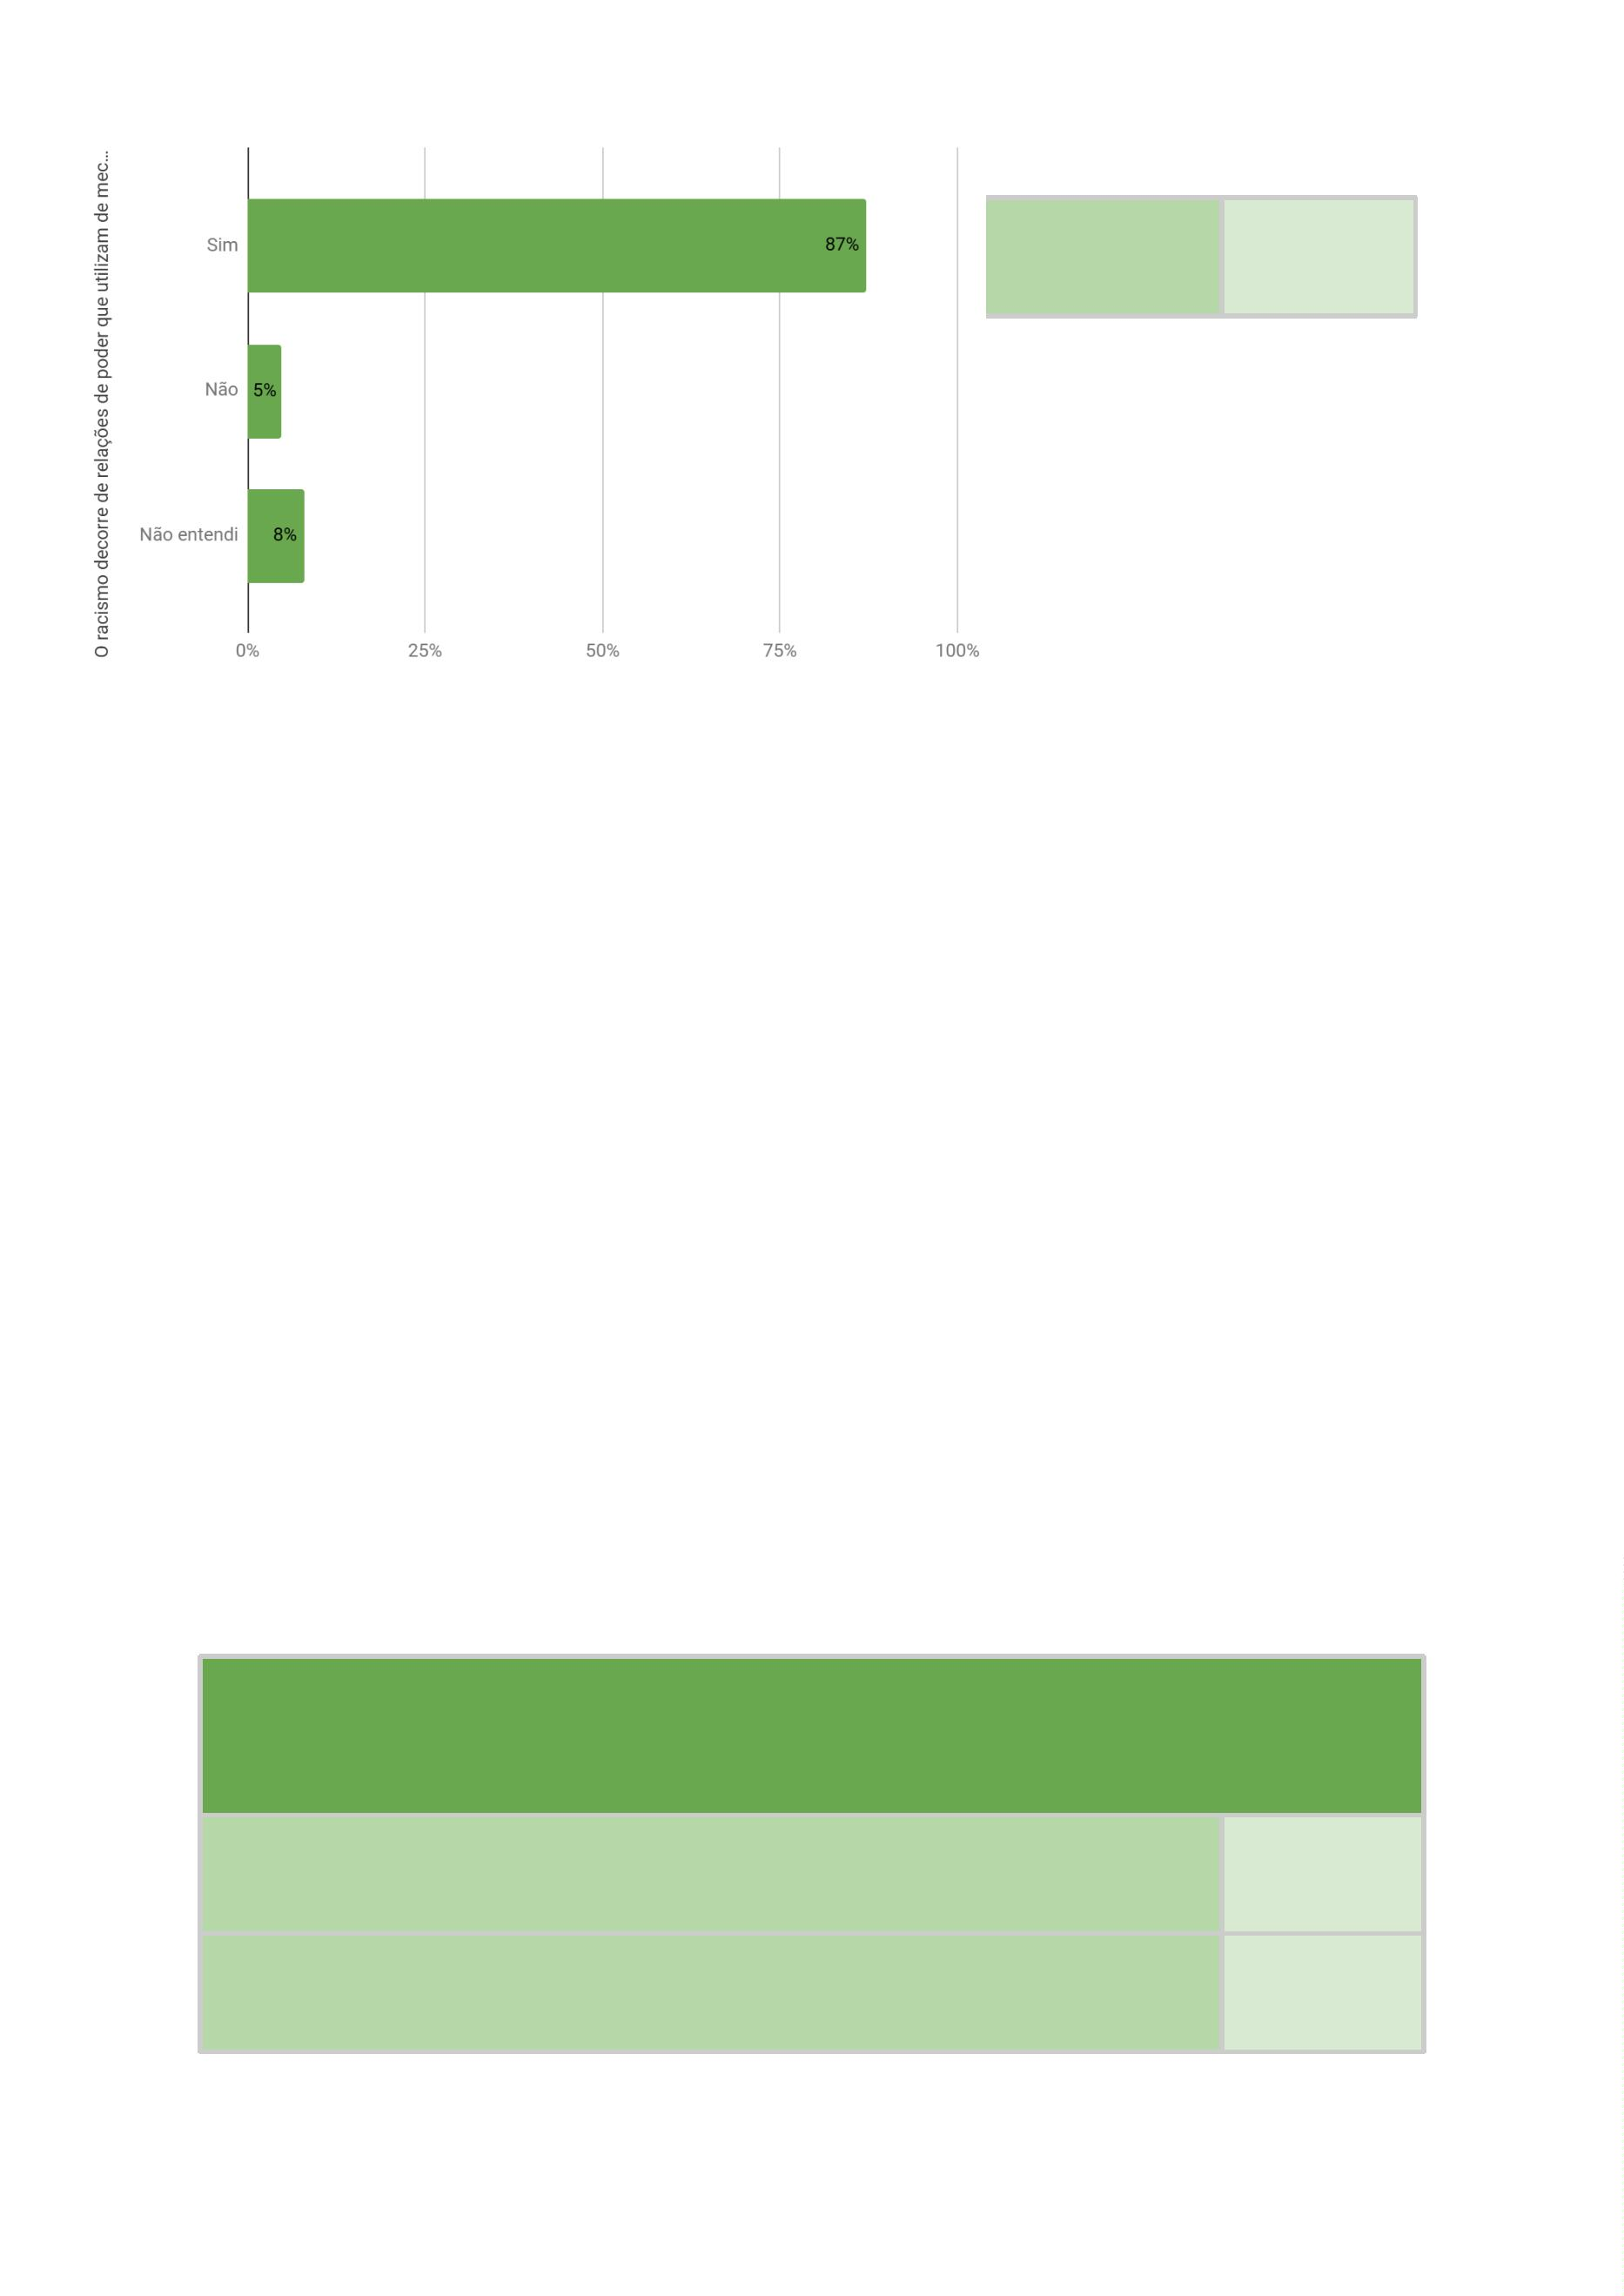 O racismo decorre de relações de poder que utilizam de mec...
Sim
87%
Não
5%
Não entendi
8%
0%
25%
50%
75%
100%